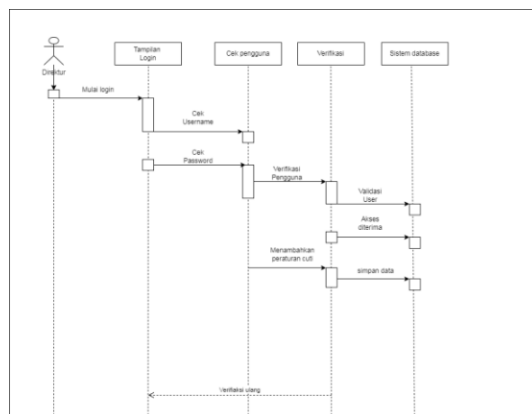 Tampilan
Login
Cek pengguna
Verifikasi
Sistem database
Direktur
Mulai login
Cek
Username
Cek
Password
Verifikasi
Pengguna
Validasi
User
Akses
diterima
Menambahkan
peraturan cuti
simpan data
Verifikasi ulang